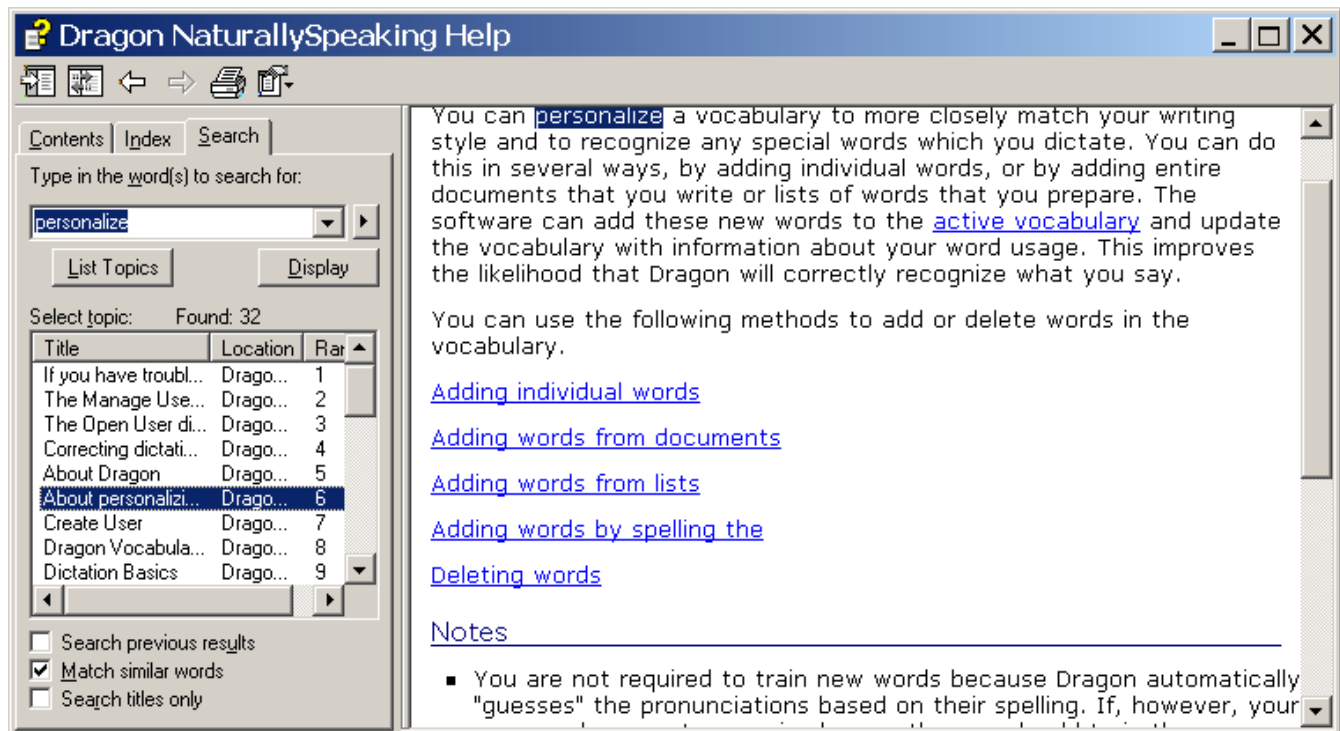 Dragon NaturallySpeaking Help
Contents Index Search
Type in the word(s) to search for:
personalize
List Topics Display
Select topic: Found: 32
Title Location Rar
If you have troubl... Drago... 1
The Manage Use... Drago... 2
The Open User di... Drago... 3
Correcting dictati... Drago... 4
About Dragon Drago... 5
About personalizi... Drago... 6
Create User Drago... 7
Dragon Vocabula... Drago... 8
Dictation Basics Drago... 9
Search previous results
Match similar words
Search titles only
You can personalize a vocabulary to more closely match your writing
style and to recognize any special words which you dictate. You can do
this in several ways, by adding individual words, or by adding entire
documents that you write or lists of words that you prepare. The
software can add these new words to the active vocabulary and update
the vocabulary with information about your word usage. This improves
the likelihood that Dragon will correctly recognize what you say.
You can use the following methods to add or delete words in the
vocabulary.
Adding individual words
Adding words from documents
Adding words from lists
Adding words by spelling the
Deleting words
Notes
▪ You are not required to train new words because Dragon automatically
"guesses" the pronunciations based on their spelling. If, however, your